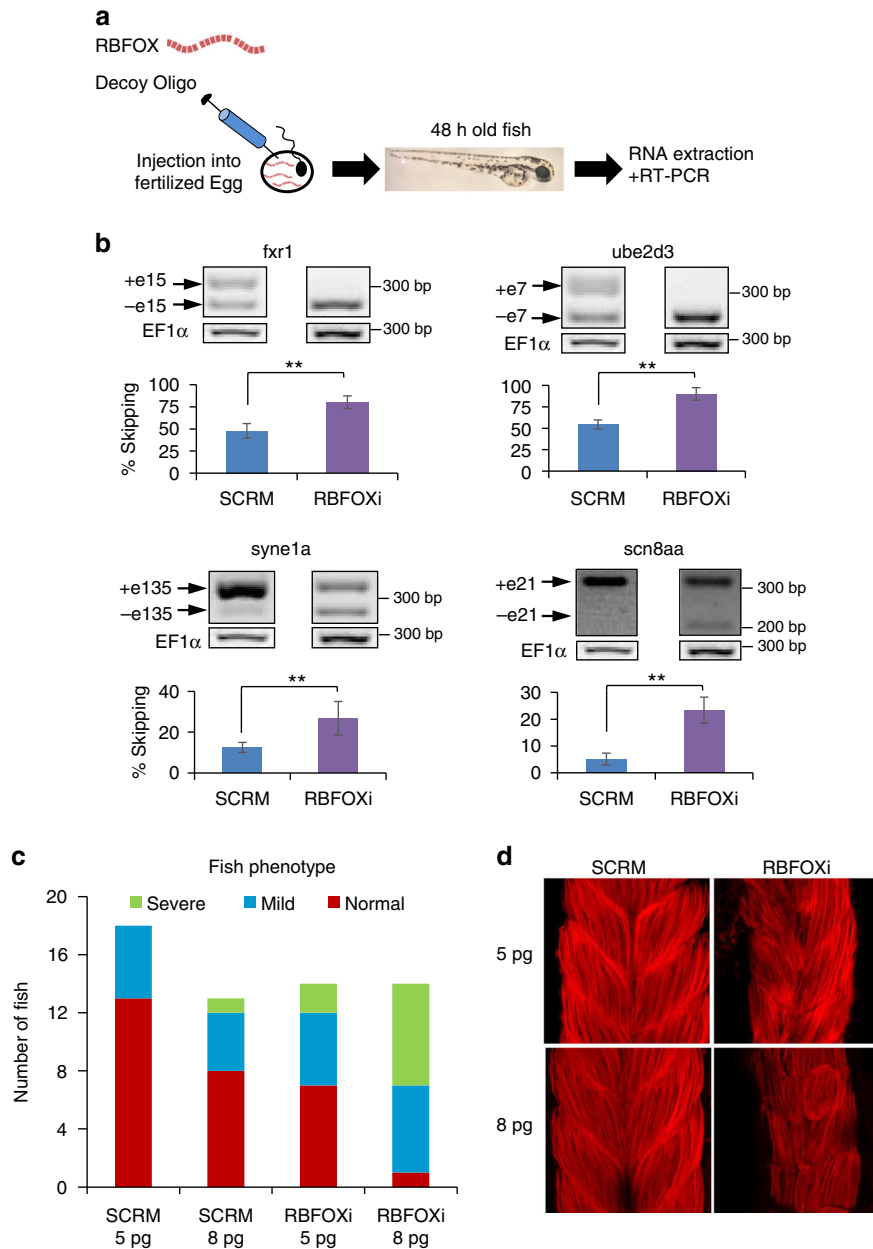 a
RBFOX
Decoy Oligo
Injection into
fertilized Egg
48 h old fish
RNA extraction
+RT-PCR
b
fxr1
+e15
–e15
300 bp
EF1α
300 bp
**
% Skipping
100
75
50
25
0
SCRM
RBFOXi
ube2d3
+e7
–e7
300 bp
EF1α
300 bp
**
100
75
50
25
0
SCRM
RBFOXi
syne1a
+e135
–e135
300 bp
EF1α
300 bp
**
% Skipping
40
20
0
SCRM
RBFOXi
scn8aa
+e21
–e21
300 bp
200 bp
EF1α
300 bp
**
30
20
10
0
SCRM
RBFOXi
c
Fish phenotype
Severe Mild Normal
Number of fish
20
16
12
8
4
0
SCRM
5 pg
SCRM
8 pg
RBFOXi
5 pg
RBFOXi
8 pg
d
SCRM
RBFOXi
5 pg
8 pg